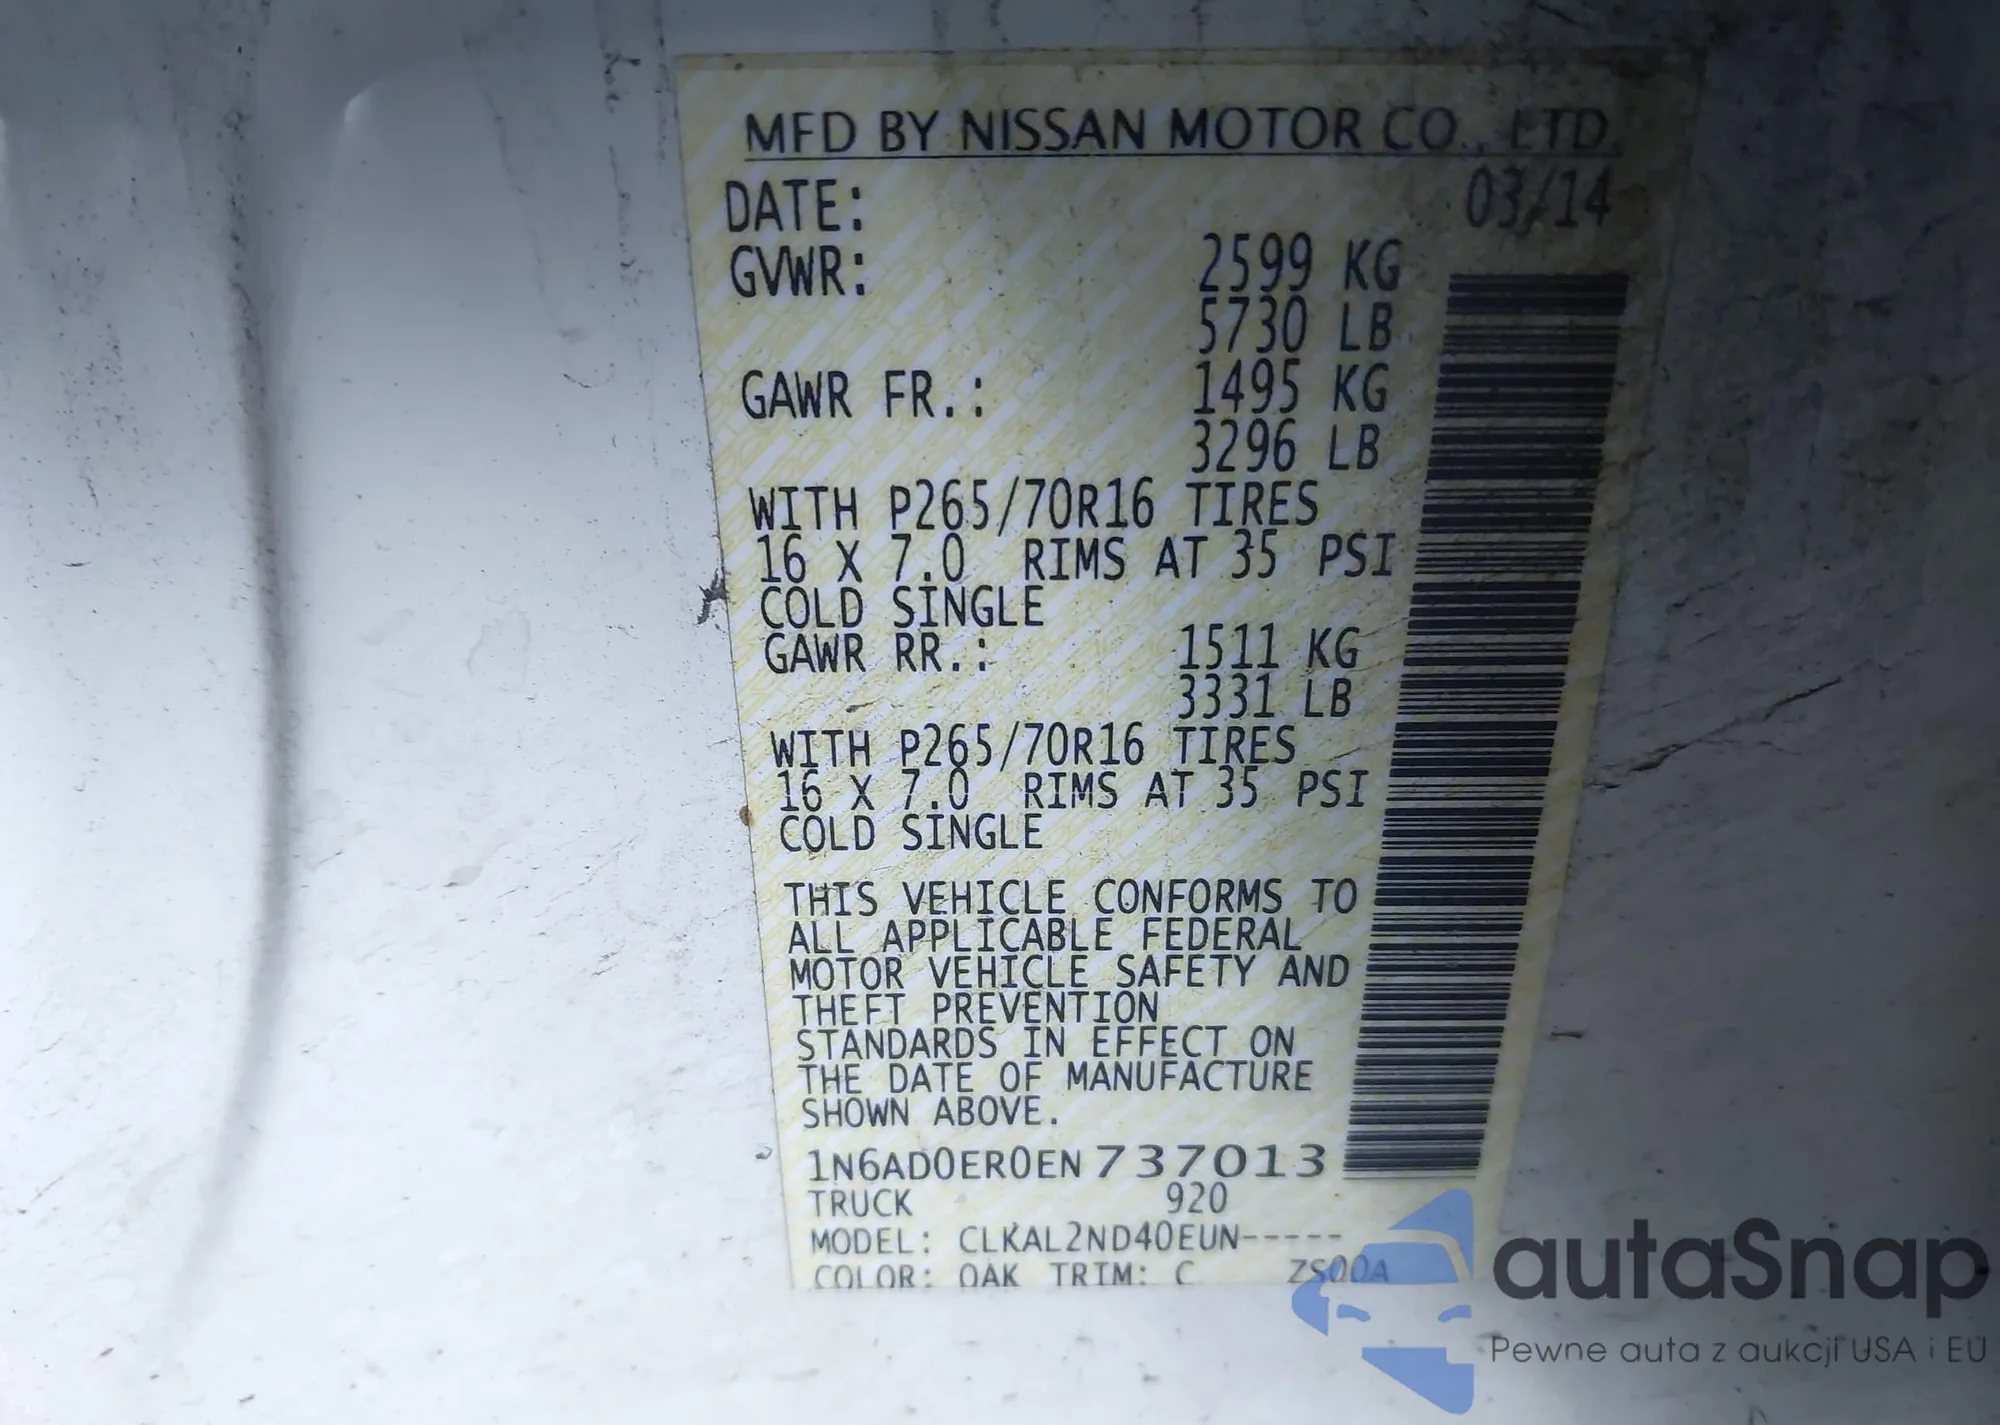 MFD BY NISSAN MOTOR CO., LTD.
DATE: 03/14
GVWR: 2599 KG
5730 LB
GAWR FR.: 1495 KG
3296 LB
WITH P265/70R16 TIRES
16 X 7.0 RIMS AT 35 PSI
COLD SINGLE
GAWR RR.: 1511 KG
3331 LB
WITH P265/70R16 TIRES
16 X 7.0 RIMS AT 35 PSI
COLD SINGLE
THIS VEHICLE CONFORMS TO
ALL APPLICABLE FEDERAL
MOTOR VEHICLE SAFETY AND
THEFT PREVENTION
STANDARDS IN EFFECT ON
THE DATE OF MANUFACTURE
SHOWN ABOVE.
1N6AD0ER0EN737013
TRUCK 920
MODEL: CLKAL2ND40EUN-----
COLOR: QAK TRIM: C ZS00A
autaSnap
Pewne auta z aukcji USA i EU